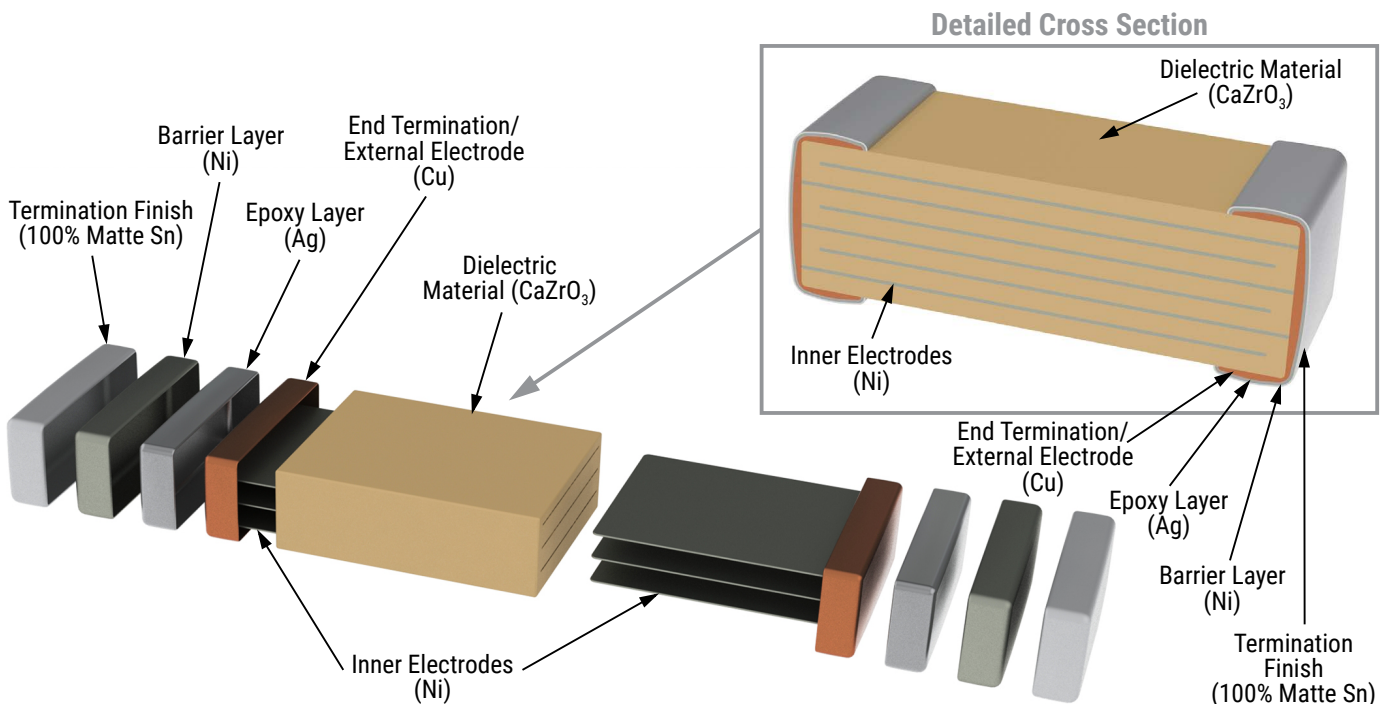 Detailed Cross Section
Dielectric Material
(CaZrO₃)
Inner Electrodes
(Ni)
End Termination/
External Electrode
(Cu)
Epoxy Layer
(Ag)
Barrier Layer
(Ni)
Termination
Finish
(100% Matte Sn)
Termination Finish
(100% Matte Sn)
Barrier Layer
(Ni)
Epoxy Layer
(Ag)
End Termination/
External Electrode
(Cu)
Dielectric
Material (CaZrO₃)
Inner Electrodes
(Ni)